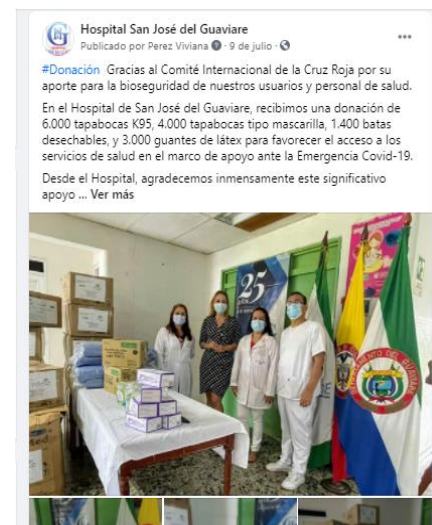 Hospital San José del Guaviare
Publicado por Perez Viviana · 9 de julio ·
#Donación Gracias al Comité Internacional de la Cruz Roja por su
aporte para la bioseguridad de nuestros usuarios y personal de salud.
En el Hospital de San José del Guaviare, recibimos una donación de
6.000 tapabocas K95, 4.000 tapabocas tipo mascarilla, 1.400 batas
desechables, y 3.000 guantes de látex para favorecer el acceso a los
servicios de salud en el marco de apoyo ante la Emergencia Covid-19.
Desde el Hospital, agradecemos inmensamente este significativo
apoyo ... Ver más
25
DEL GUAVIARE